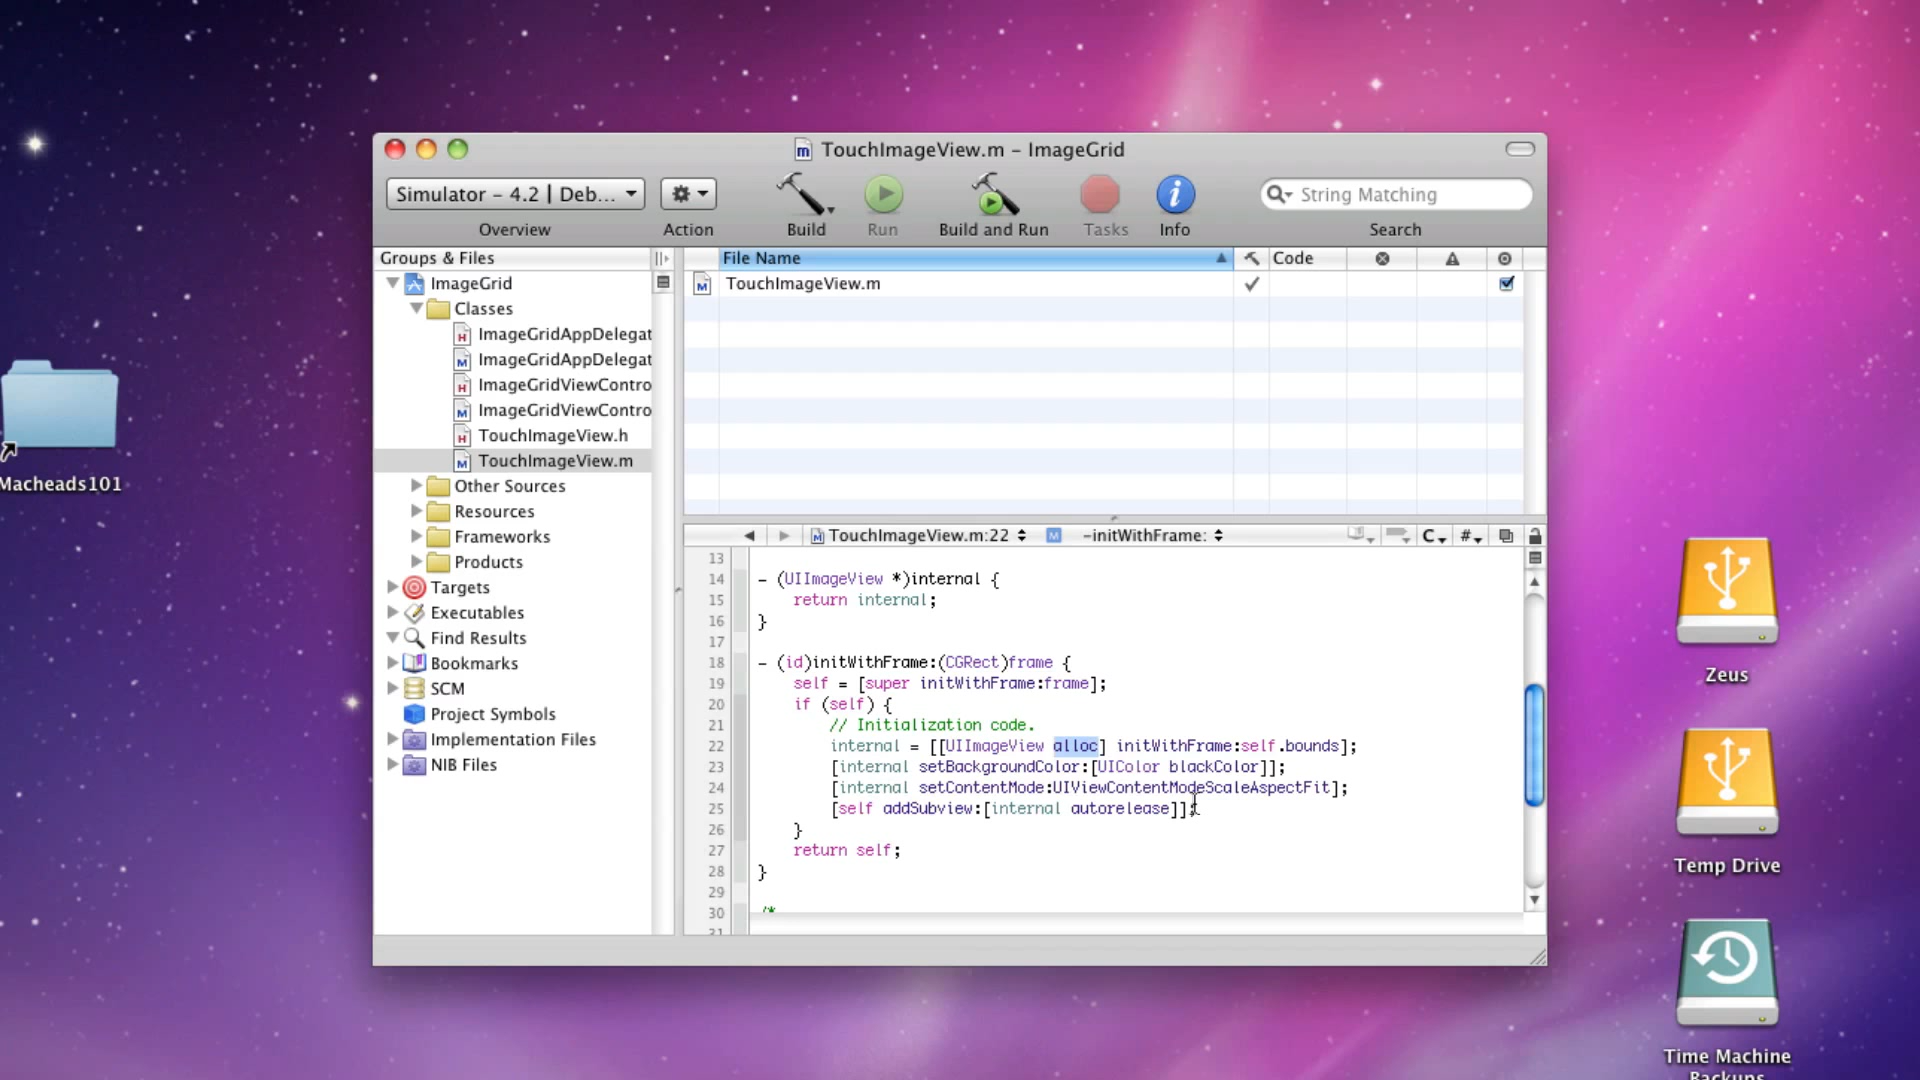 TouchImageView.m – ImageGrid
Simulator – 4.2 | Deb...
String Matching
Overview
Action
Build
Run
Build and Run
Tasks
Info
Search
Groups & Files
File Name
Code
ImageGrid
TouchImageView.m
Classes
ImageGridAppDelegat
ImageGridAppDelegat
ImageGridViewContro
ImageGridViewContro
TouchImageView.h
TouchImageView.m
Other Sources
Resources
Frameworks
Products
Targets
Executables
Find Results
Bookmarks
SCM
Project Symbols
Implementation Files
NIB Files
TouchImageView.m:22
-initWithFrame:
C
#
13
14 - (UIImageView *)internal {
15 return internal;
16 }
17
18 - (id)initWithFrame:(CGRect)frame {
19 self = [super initWithFrame:frame];
20 if (self) {
21 // Initialization code.
22 internal = [[UIImageView alloc] initWithFrame:self.bounds];
23 [internal setBackgroundColor:[UIColor blackColor]];
24 [internal setContentMode:UIViewContentModeScaleAspectFit];
25 [self addSubview:[internal autorelease]];
26 }
27 return self;
28 }
29
30 /*
31
Macheads101
Zeus
Temp Drive
Time Machine
Backups